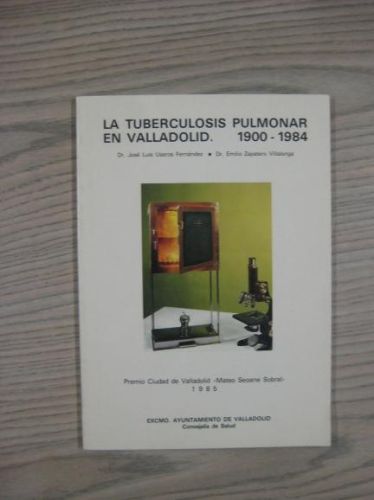 LA TUBERCULOSIS PULMONAR
EN VALLADOLID. 1900 - 1984
Dr. José Luis Useros Fernández ● Dr. Emilio Zapatero Villalonga
Premio Ciudad de Valladolid «Mateo Seoane Sobral»
1985
EXCMO. AYUNTAMIENTO DE VALLADOLID
Concejalía de Salud